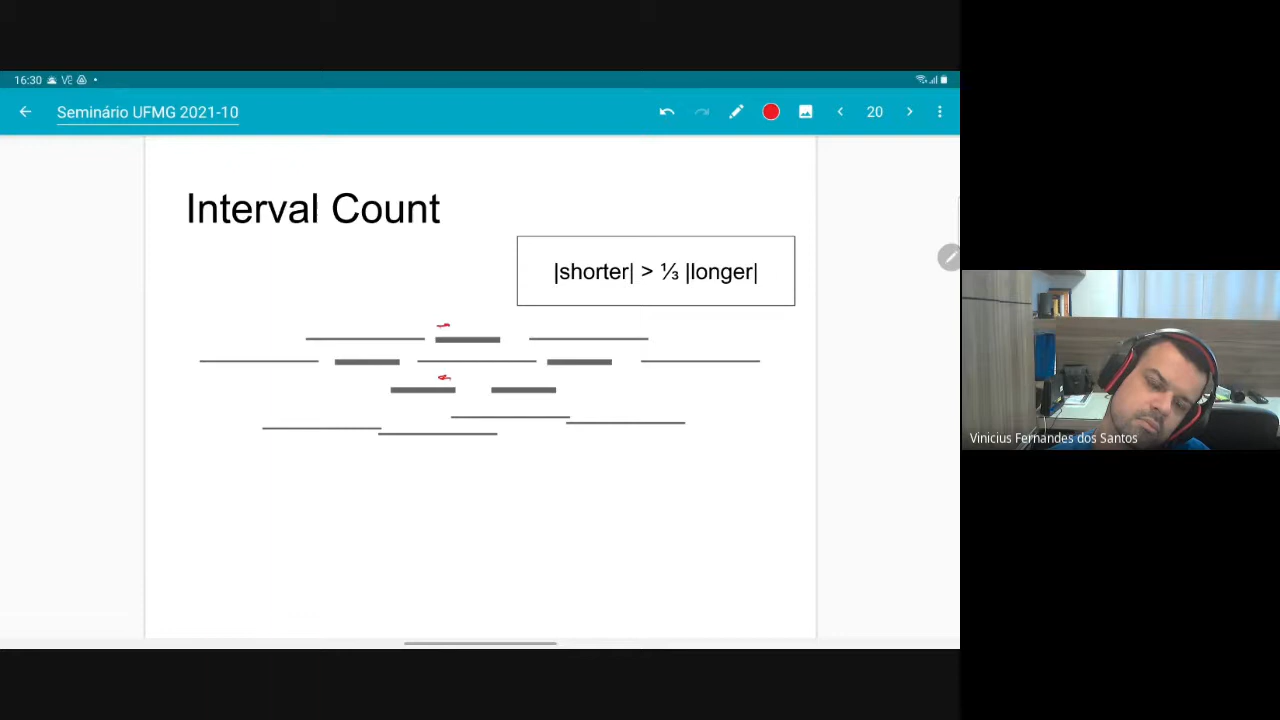 16:30
Seminário UFMG 2021-10
20
Interval Count
|shorter| > ⅓ |longer|
Vinicius Fernandes dos Santos